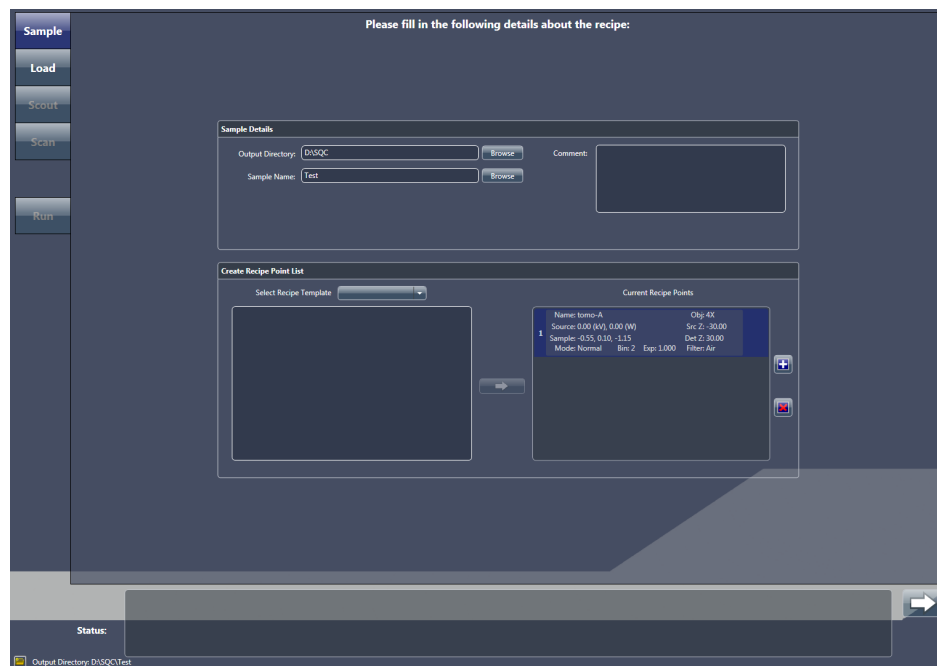 Please fill in the following details about the recipe:
Sample
Load
Scout
Scan
Run
Sample Details
Output Directory: D:\SQC Browse Comment:
Sample Name: Test Browse
Create Recipe Point List
Select Recipe Template
Current Recipe Points
1
Name: tomo-A Obj: 4X
Source: 0.00 (kV), 0.00 (W) Src Z: -30.00
Sample: -0.55, 0.10, -1.15 Det Z: 30.00
Mode: Normal Bin: 2 Exp: 1.000 Filter: Air
Status:
Output Directory: D:\SQC\Test